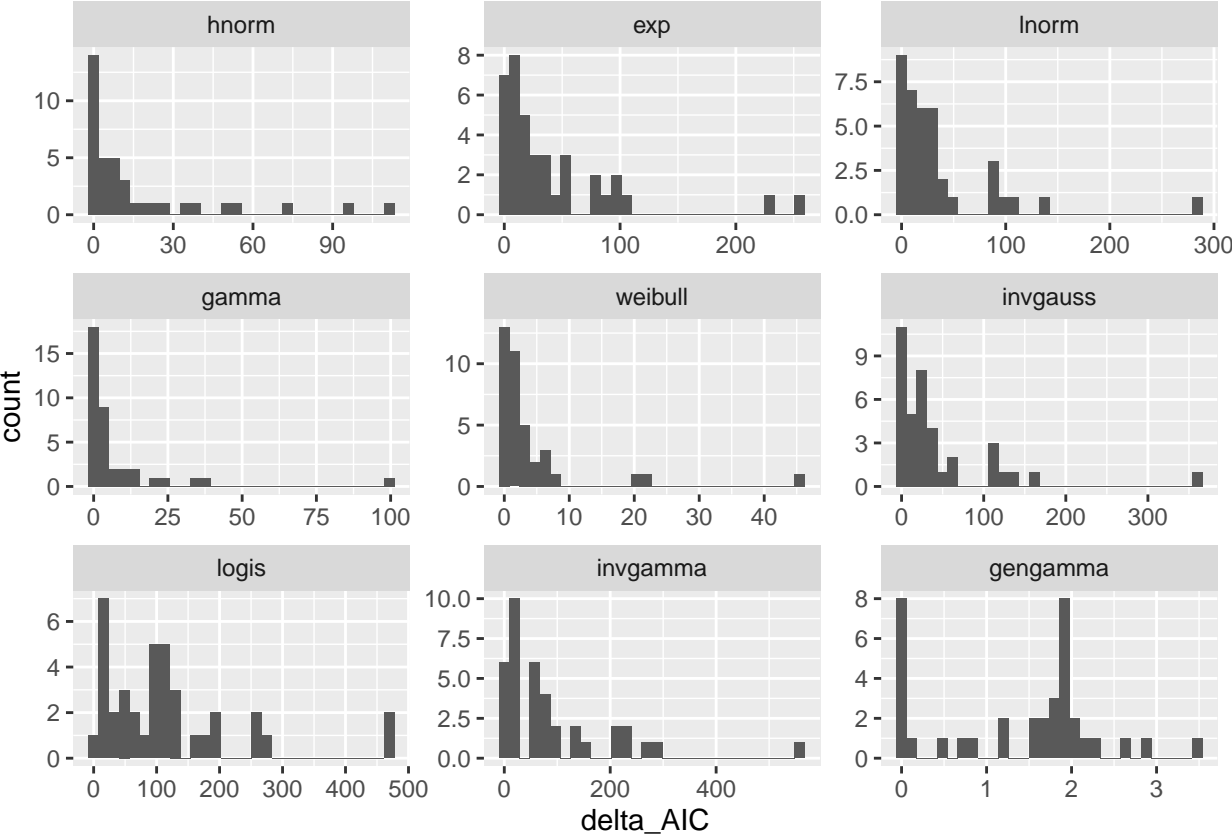 hnorm exp lnorm
10
5
0
0 30 60 90
8
6
4
2
0
0 100 200
7.5
5.0
2.5
0.0
0 100 200 300
gamma weibull invgauss
15
10
5
0
0 25 50 75 100
10
5
0
0 10 20 30 40
9
6
3
0
0 100 200 300
logis invgamma gengamma
6
4
2
0
0 100 200 300 400 500
10.0
7.5
5.0
2.5
0.0
0 200 400
8
6
4
2
0
0 1 2 3
count
delta_AIC